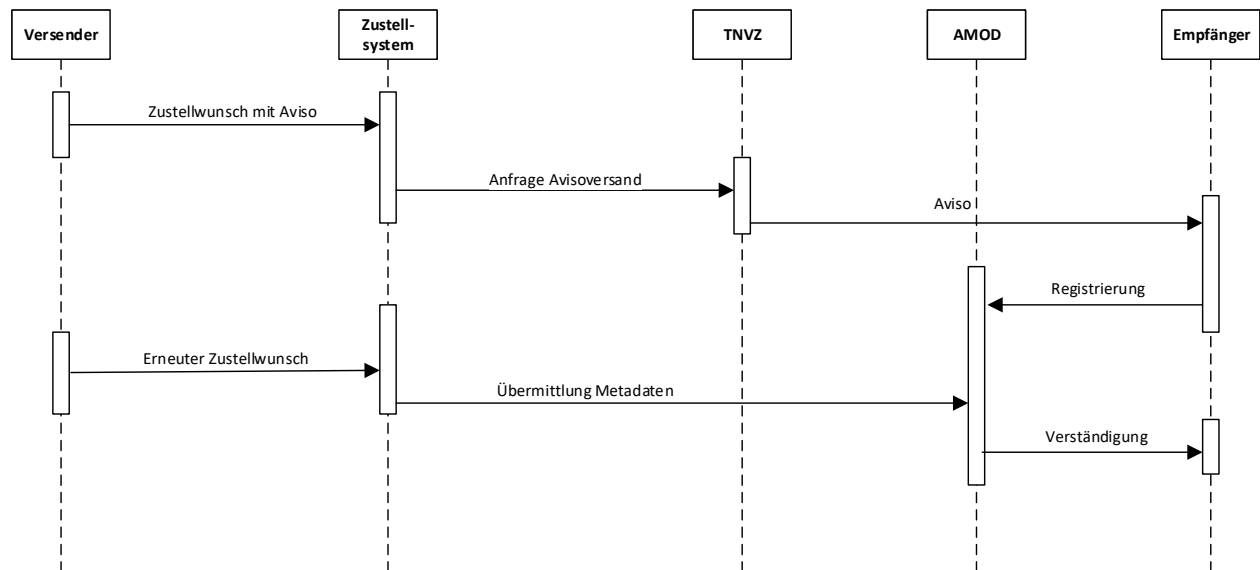 Versender
Zustell-
system
TNVZ
AMOD
Empfänger
Zustellwunsch mit Aviso
Anfrage Avisoversand
Aviso
Registrierung
Erneuter Zustellwunsch
Übermittlung Metadaten
Verständigung